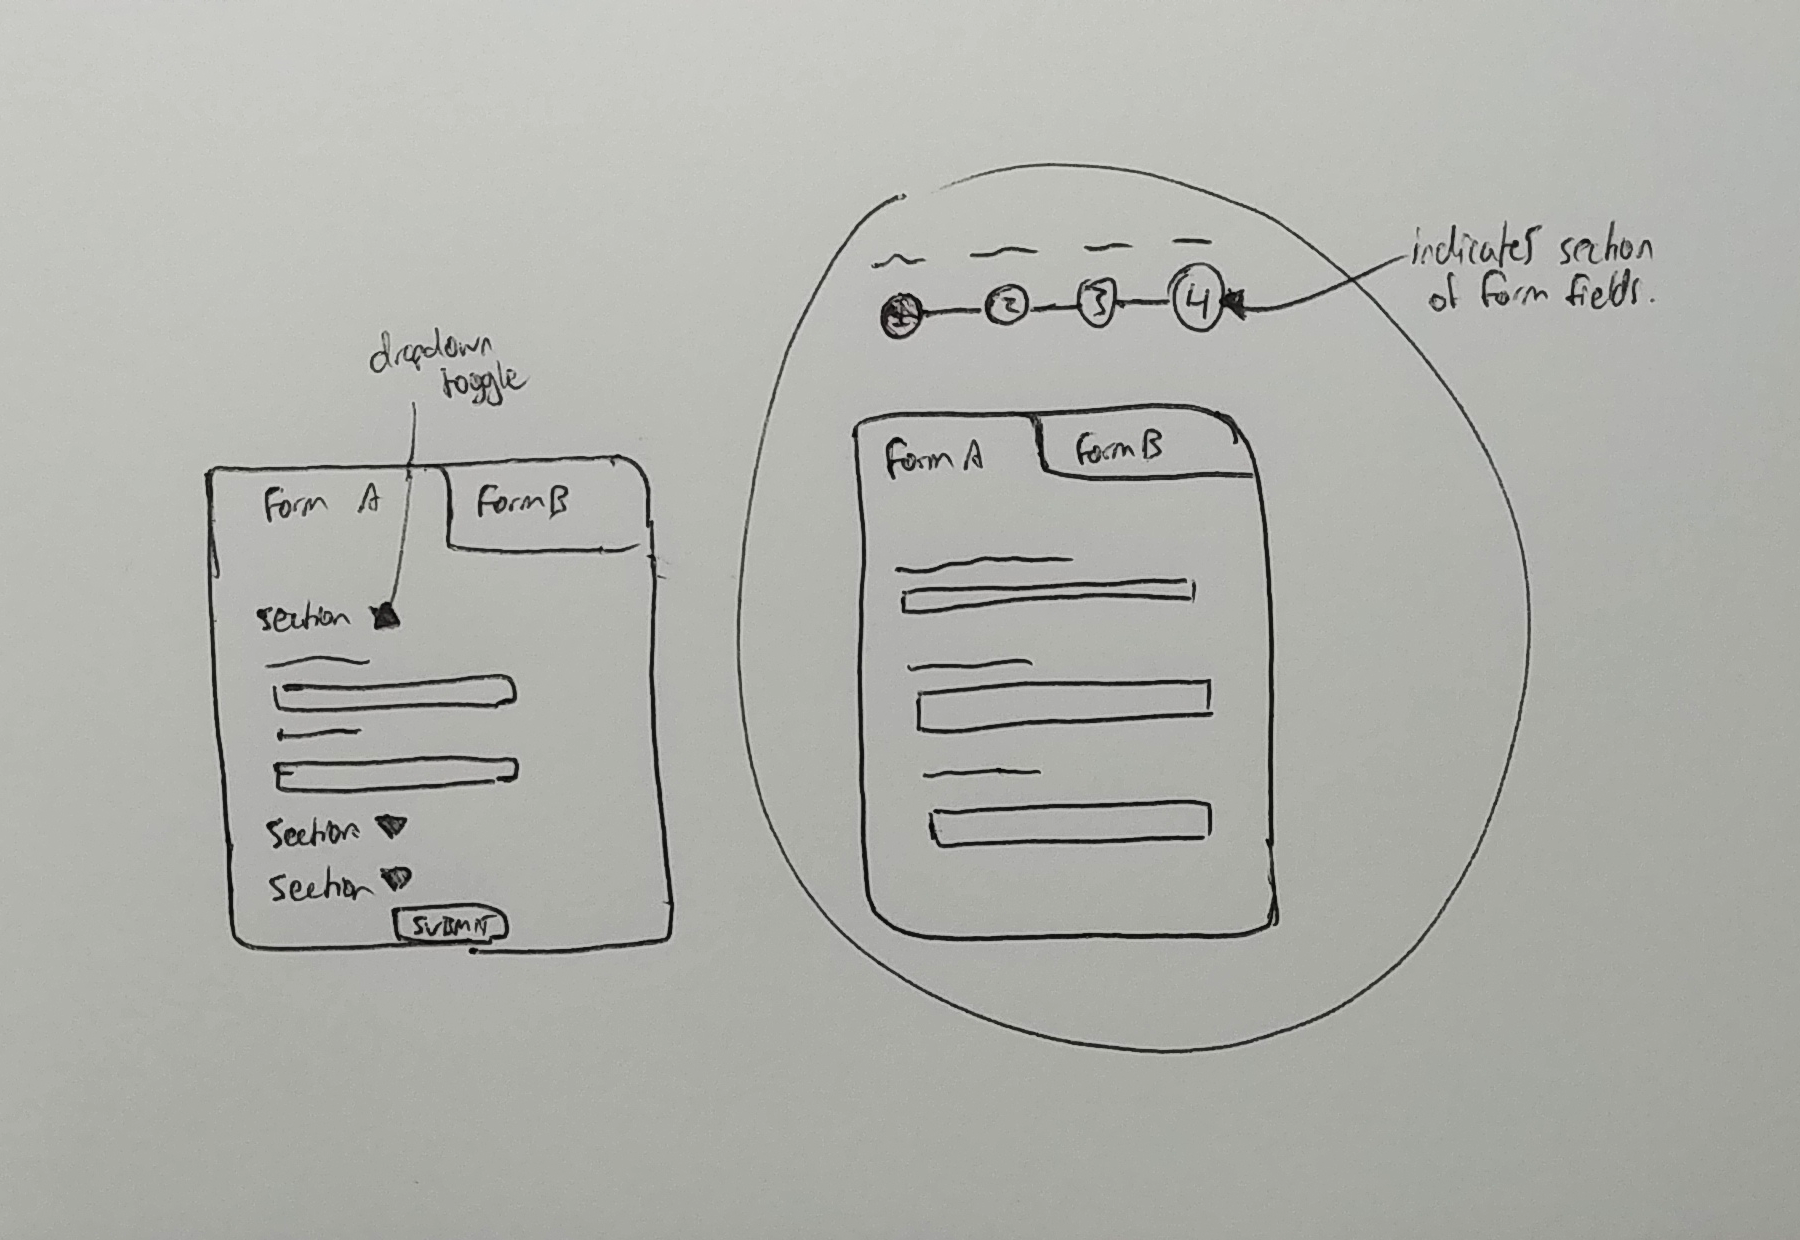 dropdown
toggle
Form A
Form B
section
section
section
SUBMIT
1
2
3
4
indicates section
of form fields.
Form A
Form B